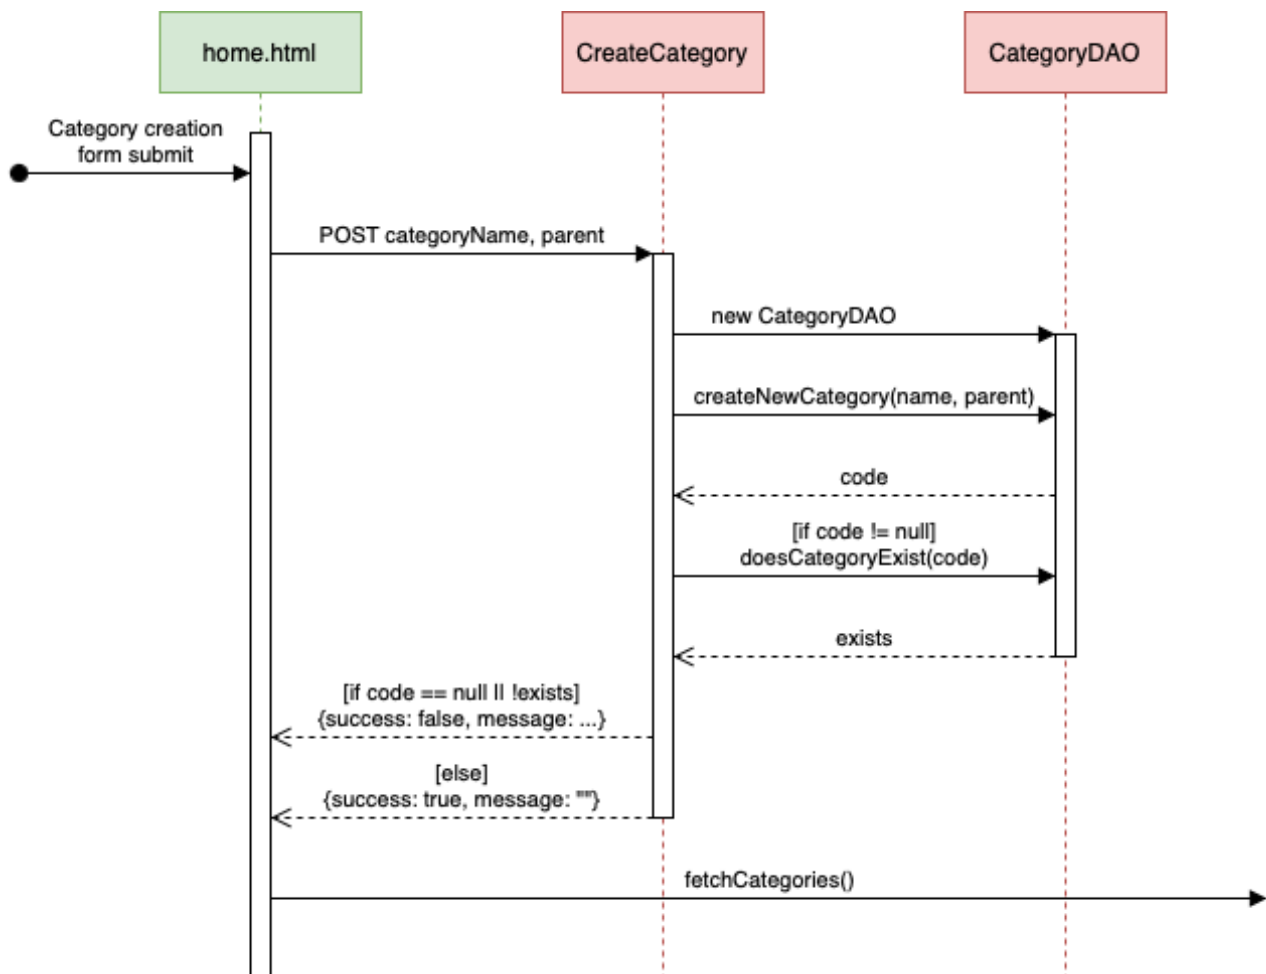 home.html
CreateCategory
CategoryDAO
Category creation
form submit
POST categoryName, parent
new CategoryDAO
createNewCategory(name, parent)
code
[if code != null]
doesCategoryExist(code)
exists
[if code == null || !exists]
{success: false, message: ...}
[else]
{success: true, message: ""}
fetchCategories()